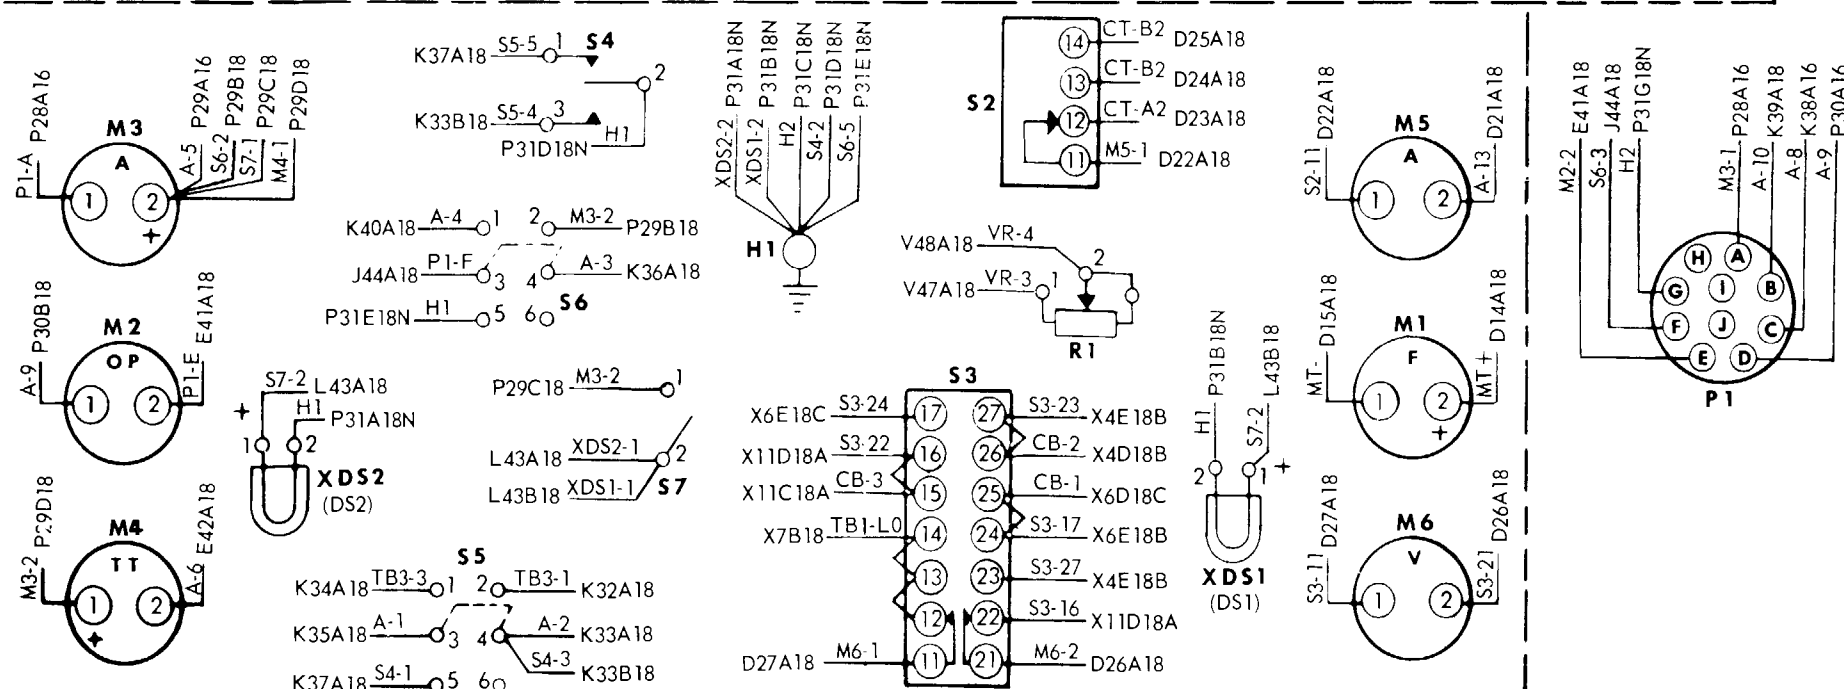 M3
A
1
2
+
P1-A P28A16
A-5 P29A16
S6-2 P29B18
S7-1 P29C18
M4-1 P29D18
M2
OP
1
2
A-9 P30B18
P1-E E41A18
M4
TT
1
2
+
M3-2 P29D18
A-6 E42A18
S4
K37A18 S5-5 1
2
K33B18 S5-4 3
P31D18N H1
K40A18 A-4 1
2 M3-2 P29B18
J44A18 P1-F 3
4 A-3 K36A18
P31E18N H1 5
6 S6
+
S7-2 L43A18
H1 P31A18N
1 2
XDS2
(DS2)
P29C18 M3-2 1
L43A18 XDS2-1 2
L43B18 XDS1-1 S7
S5
K34A18 TB3-3 1
2 TB3-1 K32A18
K35A18 A-1 3
4 A-2 K33A18
S4-3 K33B18
K37A18 S4-1 5
6
XDS2-2 P31A18N
XDS1-2 P31B18N
H2 P31C18N
S4-2 P31D18N
S6-5 P31E18N
H1
S2
14 CT-B2 D25A18
13 CT-B2 D24A18
12 CT-A2 D23A18
11 M5-1 D22A18
V48A18 VR-4 2
V47A18 VR-3 1
R1
S3
X6E18C S3-24 17
27 S3-23 X4E18B
X11D18A S3-22 16
26 CB-2 X4D18B
X11C18A CB-3 15
25 CB-1 X6D18C
X7B18 TB1-L0 14
24 S3-17 X6E18B
13
23 S3-27 X4E18B
12
22 S3-16 X11D18A
D27A18 M6-1 11
21 M6-2 D26A18
H1 P31B18N
S7-2 L43B18
2 1 +
XDS1
(DS1)
M5
A
1
2
S2-11 D22A18
A-13 D21A18
M1
F
1
2
+
MT- D15A18
MT+ D14A18
M6
V
1
2
S3-11 D27A18
S3-21 D26A18
M2-2 E41A18
S6-3 J44A18
H2 P31G18N
M3-1 P28A16
A-10 K39A18
A-8 K38A16
A-9 P30A16
H A
G I B
F J C
E D
P1